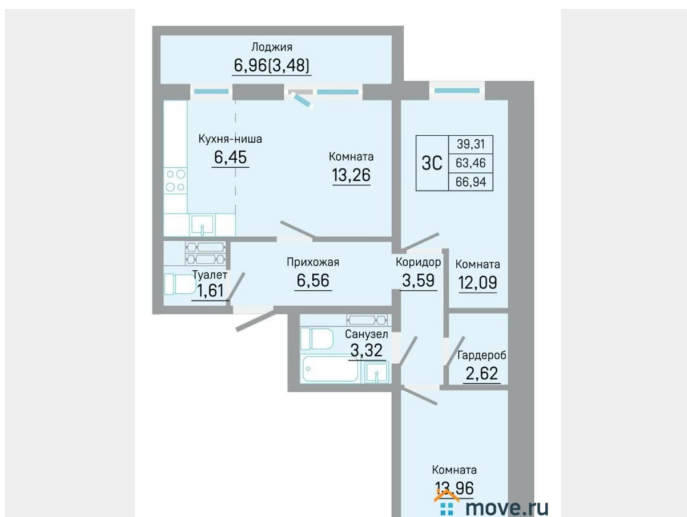 Лоджия
6,96(3,48)
Кухня-ниша
6,45
Комната
13,26
3С
39,31
63,46
66,94
Туалет
1,61
Прихожая
6,56
Коридор
3,59
Комната
12,09
Санузел
3,32
Гардероб
2,62
Комната
13,96
move.ru